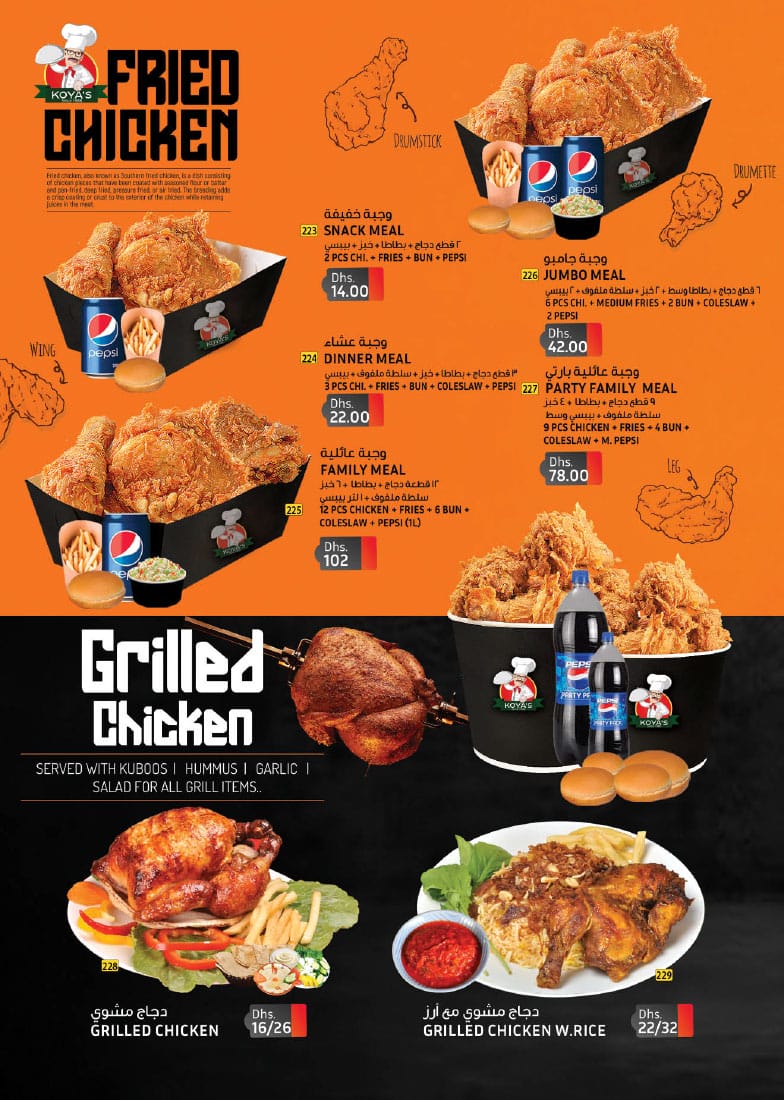 KOYA'S
FRIED
CHICKEN
Fried chicken, also known as Southern fried chicken, is a dish consisting
of chicken pieces that have been coated with seasoned flour or batter
and pan-fried, deep fried, pressure fried, or air fried. The breading adds
a crisp coating or crust to the exterior of the chicken while retaining
juices in the meat.
DRUMSTICK
DRUMETTE
WING
LEG
وجبة خفيفة
223 SNACK MEAL
٢ قطع دجاج + بطاطا + خبز + بيبسي
2 PCS CHI. + FRIES + BUN + PEPSI
Dhs.
14.00
وجبة عشاء
224 DINNER MEAL
٣ قطع دجاج + بطاطا + خبز + سلطة ملفوف + بيبسي
3 PCS CHI. + FRIES + BUN + COLESLAW + PEPSI
Dhs.
22.00
وجبة عائلية
FAMILY MEAL
225
١٢ قطعة دجاج + بطاطا + ٦ خبز
سلطة ملفوف + ١ لتر بيبسي
12 PCS CHICKEN + FRIES + 6 BUN +
COLESLAW + PEPSI (1L)
Dhs.
102
وجبة جامبو
226 JUMBO MEAL
٦ قطع دجاج + بطاطا وسط + ٢ خبز + سلطة ملفوف + ٢ بيبسي
6 PCS CHI. + MEDIUM FRIES + 2 BUN + COLESLAW +
2 PEPSI
Dhs.
42.00
وجبة عائلية بارتي
227 PARTY FAMILY MEAL
٩ قطع دجاج + بطاطا + ٤ خبز
سلطة ملفوف + بيبسي وسط
9 PCS CHICKEN + FRIES + 4 BUN +
COLESLAW + M. PEPSI
Dhs.
78.00
pepsi
pepsi
pepsi
pepsi
KOYA'S
KOYA'S
KOYA'S
KOYA'S
KOYA'S
PEPSI
PEPSI
Grilled
Chicken
SERVED WITH KUBOOS | HUMMUS | GARLIC |
SALAD FOR ALL GRILL ITEMS..
228
دجاج مشوي
GRILLED CHICKEN
Dhs.
16/26
229
دجاج مشوي مع أرز
GRILLED CHICKEN W.RICE
Dhs.
22/32